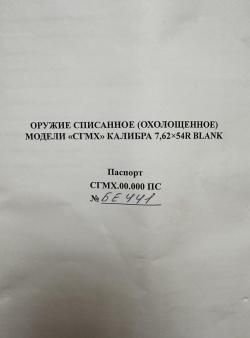 ОРУЖИЕ СПИСАННОЕ (ОХОЛОЩЕННОЕ)
МОДЕЛИ «СГМХ» КАЛИБРА 7,62×54R BLANK
Паспорт
СГМХ.00.000 ПС
№ БЕ 441